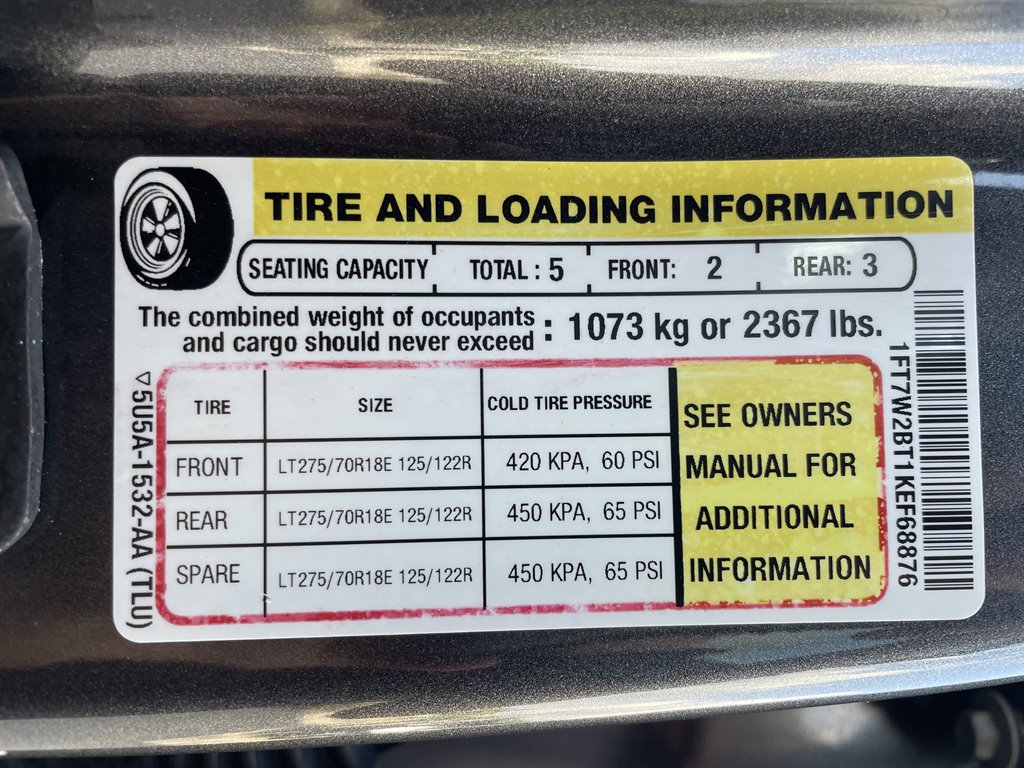 TIRE AND LOADING INFORMATION
SEATING CAPACITY TOTAL : 5 FRONT: 2 REAR: 3
The combined weight of occupants
and cargo should never exceed : 1073 kg or 2367 lbs.
TIRE SIZE COLD TIRE PRESSURE
FRONT LT275/70R18E 125/122R 420 KPA, 60 PSI
REAR LT275/70R18E 125/122R 450 KPA, 65 PSI
SPARE LT275/70R18E 125/122R 450 KPA, 65 PSI
SEE OWNERS
MANUAL FOR
ADDITIONAL
INFORMATION
▽5U5A-1532-AA (TLU)
1FT7W2BT1KEF68876